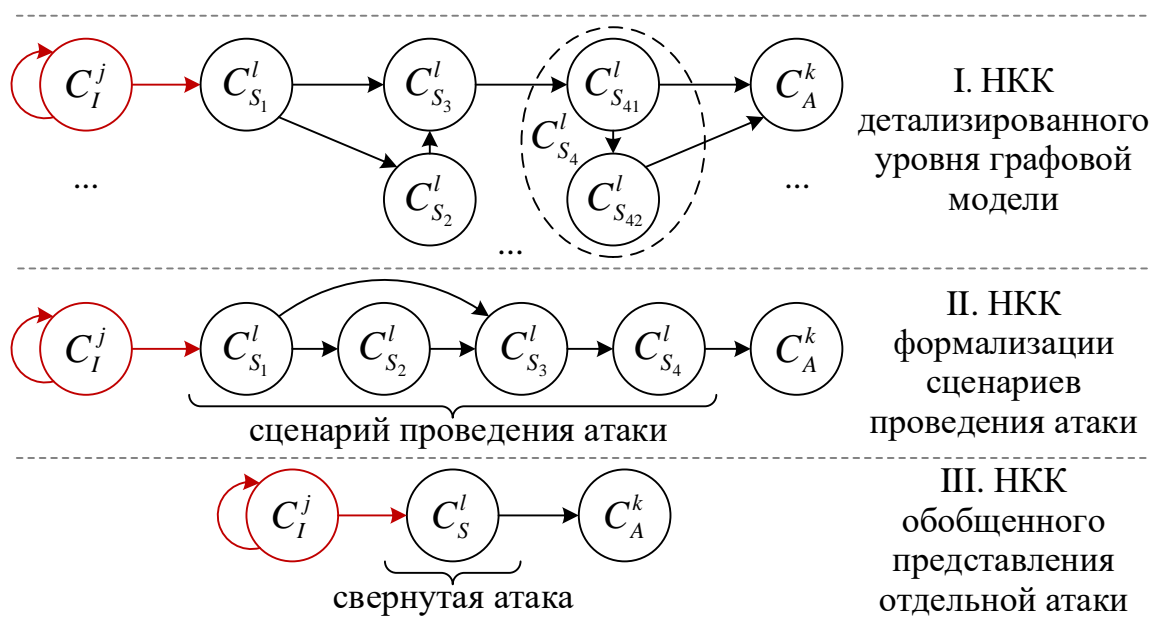 C_I^j C_{S_1}^l C_{S_3}^l C_{S_{41}}^l C_A^k
C_{S_4}^l
... C_{S_2}^l C_{S_{42}}^l ...
...
I. НКК
детализированного
уровня графовой
модели
C_I^j C_{S_1}^l C_{S_2}^l C_{S_3}^l C_{S_4}^l C_A^k
сценарий проведения атаки
II. НКК
формализации
сценариев
проведения атаки
C_I^j C_S^l C_A^k
свернутая атака
III. НКК
обобщенного
представления
отдельной атаки